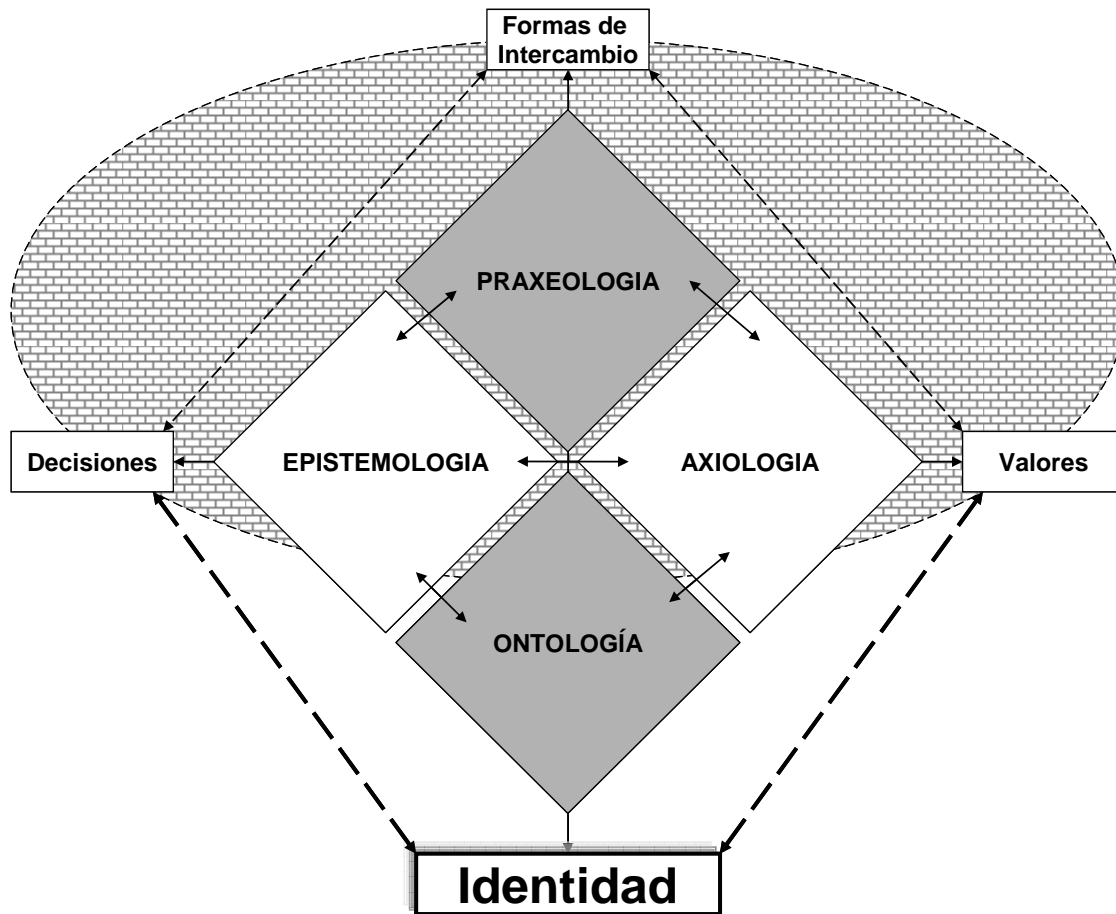 Formas de
Intercambio
PRAXEOLOGIA
Decisiones
EPISTEMOLOGIA
AXIOLOGIA
Valores
ONTOLOGÍA
Identidad